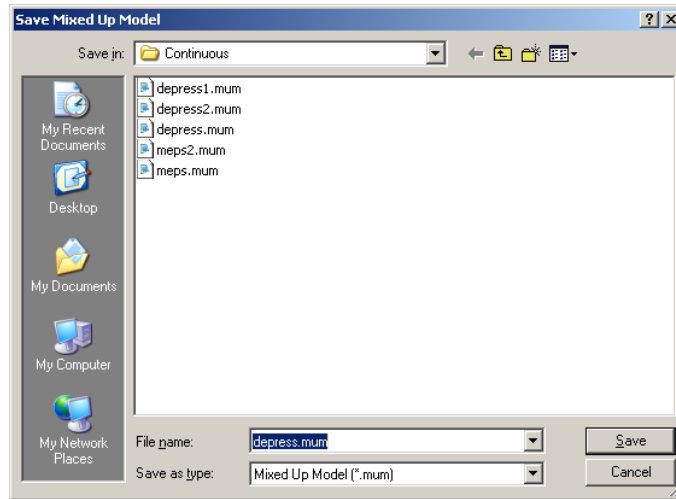 Save Mixed Up Model
Save in:
Continuous
My Recent
Documents
Desktop
My Documents
My Computer
My Network
Places
depress1.mum
depress2.mum
depress.mum
meps2.mum
meps.mum
File name:
depress.mum
Save
Save as type:
Mixed Up Model (*.mum)
Cancel